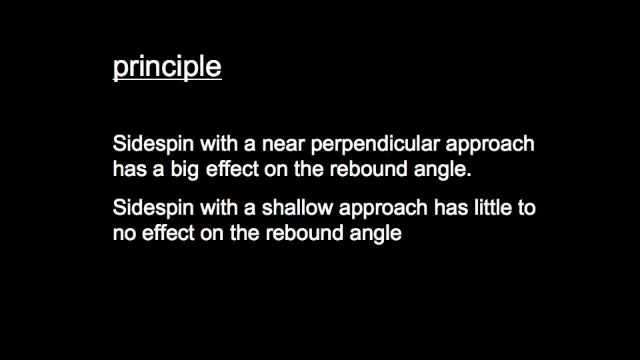 principle
Sidespin with a near perpendicular approach
has a big effect on the rebound angle.
Sidespin with a shallow approach has little to
no effect on the rebound angle